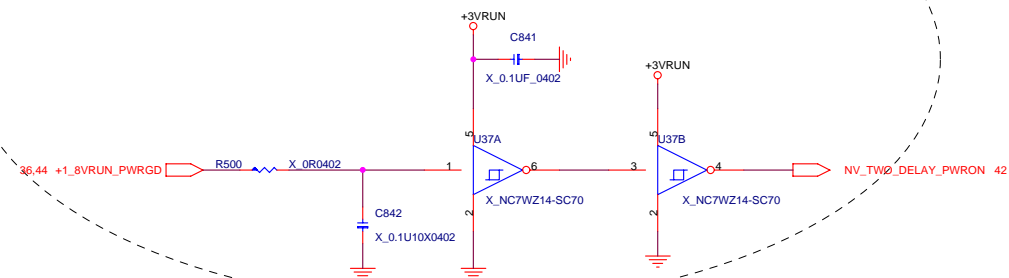 +3VRUN
C841
X_0.1UF_0402
+3VRUN
5
U37A
5
U37B
36,44 +1_8VRUN_PWRGD
R500
X_0R0402
1
6
3
4
NV_TWO_DELAY_PWRON 42
2
X_NC7WZ14-SC70
2
X_NC7WZ14-SC70
C842
X_0.1U10X0402